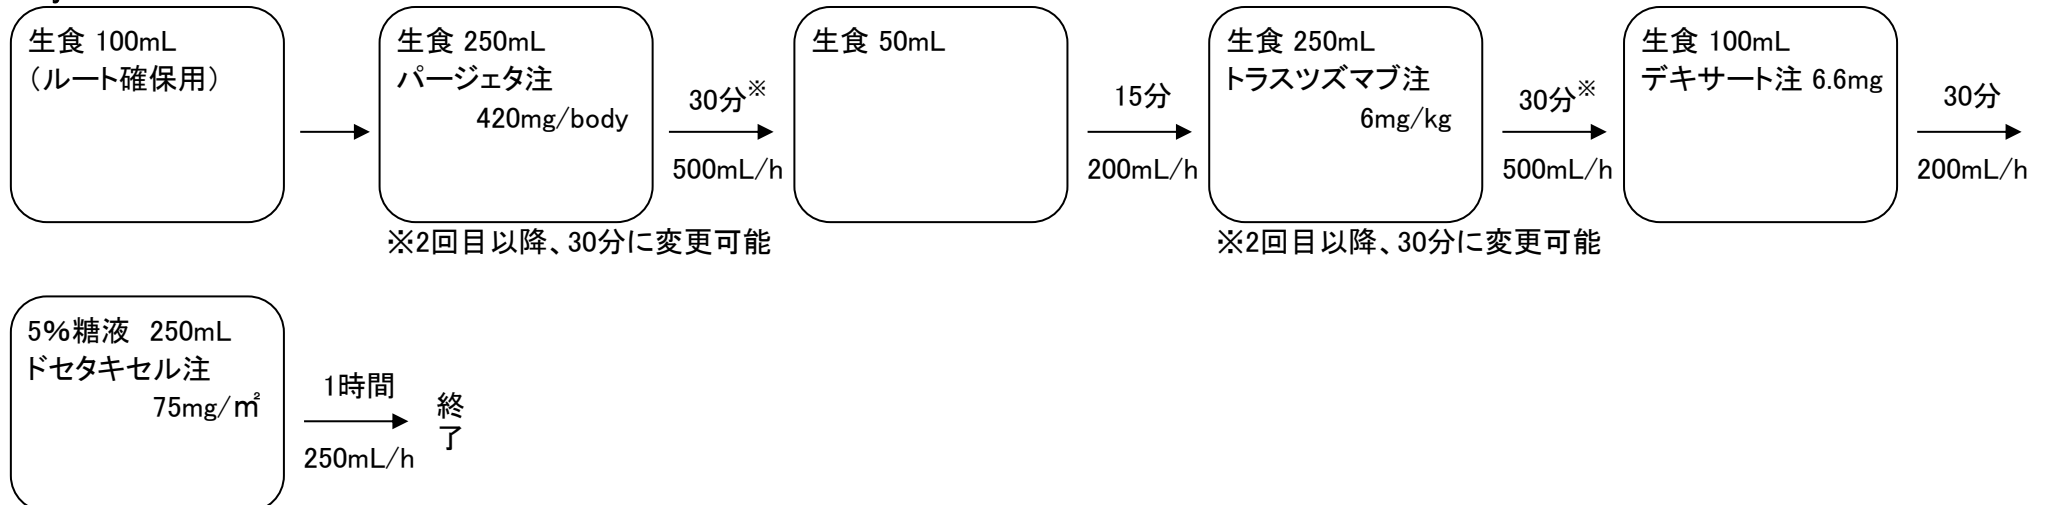 生食 100mL
（ルート確保用）
生食 250mL
パージェタ注
420mg/body
30分※
500mL/h
※2回目以降、30分に変更可能
生食 50mL
15分
200mL/h
生食 250mL
トラスツズマブ注
6mg/kg
30分※
500mL/h
※2回目以降、30分に変更可能
生食 100mL
デキサート注 6.6mg
30分
200mL/h
5%糖液　250mL
ドセタキセル注
75mg/㎡
1時間
250mL/h
終
了